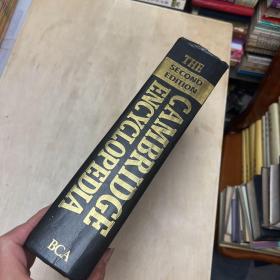 THE
SECOND
EDITION
CAMBRIDGE
ENCYCLOPEDIA
BCA